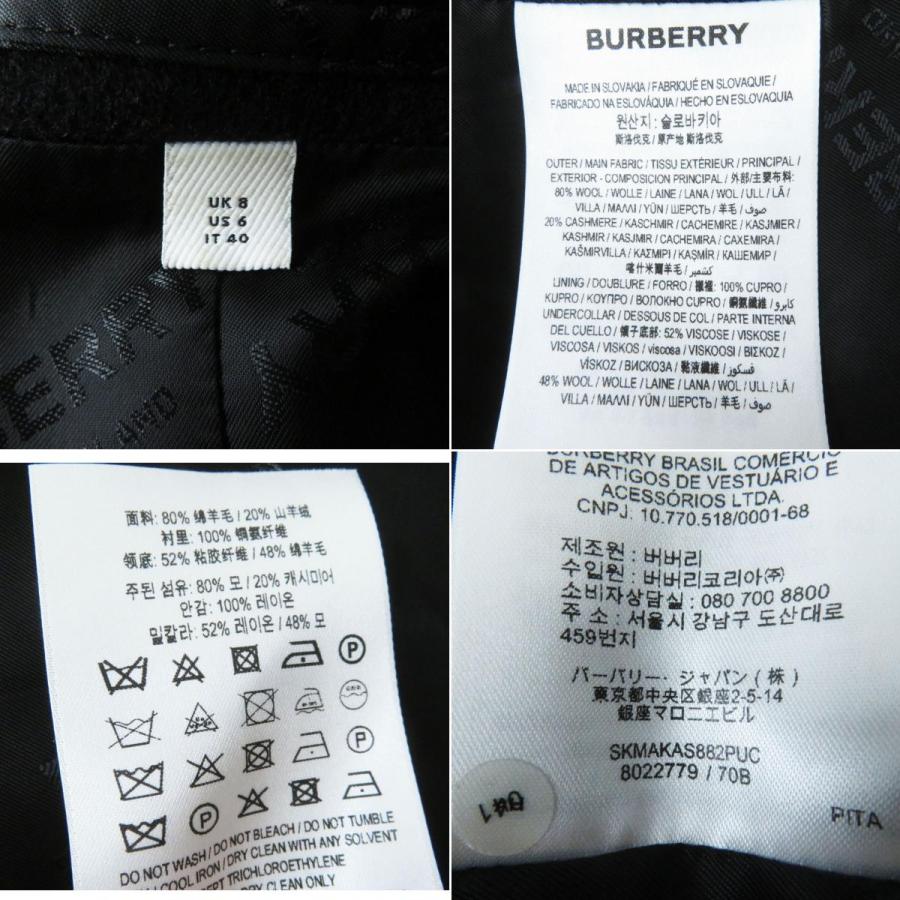 UK 8
US 6
IT 40
BERRY
LAND
BURBERRY
MADE IN SLOVAKIA / FABRIQUÉ EN SLOVAQUIE /
FABRICADO NA ESLOVÁQUIA / HECHO EN ESLOVAQUIA
원산지 : 슬로바키아
斯洛伐克 / 原产地 斯洛伐克
OUTER / MAIN FABRIC / TISSU EXTÉRIEUR / PRINCIPAL /
EXTERIOR - COMPOSICION PRINCIPAL / 外部/主要布料:
80% WOOL / WOLLE / LAINE / LANA / WOL / ULL / LÃ /
VILLA / ΜΑΛΛΙ / YÜN / ШЕРСТЬ / 羊毛 / صوف
20% CASHMERE / KASCHMIR / CACHEMIRE / KASJMIER /
KASHMIR / KASJMIR / CACHEMIRA / CAXEMIRA /
KAŠMIRVILLA / ΚΑΣΜΙΡΙ / KAŞMİR / КАШЕМИР /
喀什米爾羊毛 / كشمير
LINING / DOUBLURE / FORRO / 襯裡: 100% CUPRO /
KUPRO / ΚΟΥΠΡΟ / ВОЛОКНО CUPRO / 銅氨纖維 / كابرو
UNDERCOLLAR / DESSOUS DE COL / PARTE INTERNA
DEL CUELLO / 領子底部: 52% VISCOSE / VISKOSE /
VISCOSA / VISKOS / viscosa / VISKOOSI / ΒΙΣΚΟΖ /
VİSKOZ / ВИСКОЗА / 黏液纖維 / فسكوز
48% WOOL / WOLLE / LAINE / LANA / WOL / ULL / LÃ /
VILLA / ΜΑΛΛΙ / YÜN / ШЕРСТЬ / 羊毛 / صوف
面料: 80% 绵羊毛 / 20% 山羊绒
衬里: 100% 铜氨纤维
领底: 52% 粘胶纤维 / 48% 绵羊毛
주된 섬유: 80% 모 / 20% 캐시미어
안감: 100% 레이온
밑칼라: 52% 레이온 / 48% 모
P
P
P
DO NOT WASH / DO NOT BLEACH / DO NOT TUMBLE
COOL IRON / DRY CLEAN WITH ANY SOLVENT
TRICHLOROETHYLENE
CLEAN ONLY
BURBERRY BRASIL COMÉRCIO
DE ARTIGOS DE VESTUÁRIO E
ACESSÓRIOS LTDA.
CNPJ: 10.770.518/0001-68
제조원 : 버버리
수입원 : 버버리코리아㈜
소비자상담실 : 080 700 8800
주 소 : 서울시 강남구 도산대로
459번지
バーバリー・ジャパン ( 株 )
東京都中央区銀座2-5-14
銀座マロニエビル
SKMAKAS882PUC
8022779 / 70B
PITA